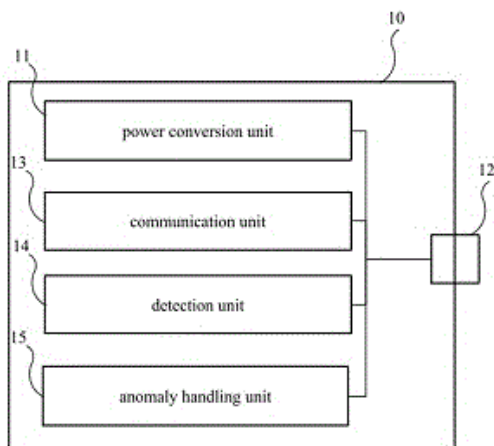 10
11
power conversion unit
13
12
communication unit
14
detection unit
15
anomaly handling unit